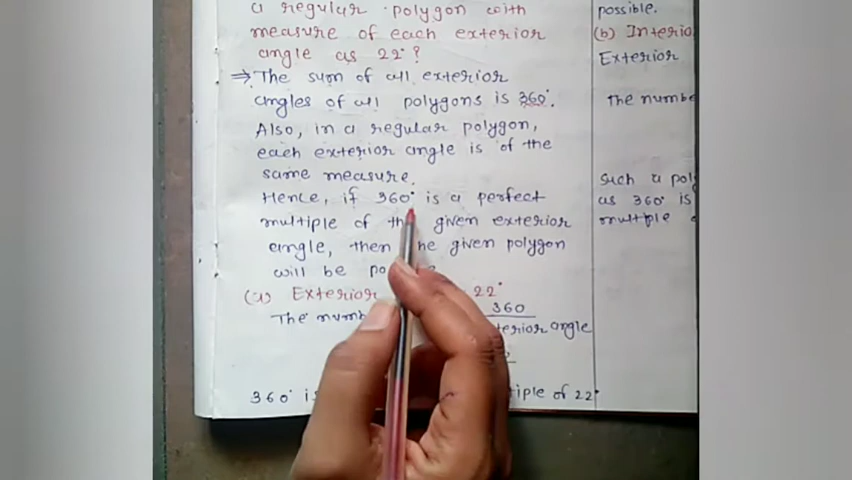 a regular polygon with
measure of each exterior
angle as 22°?
⇒ The sum of all exterior
angles of all polygons is 360°.
Also, in a regular polygon,
each exterior angle is of the
same measure.
Hence, if 360° is a perfect
multiple of the given exterior
angle, then the given polygon
will be
(a) Exterior 22°
The 360
exterior angle
360° multiple of 22°
possible.
(b) Interio
Exterior
The numbe
Such a pol
as 360° is
multiple